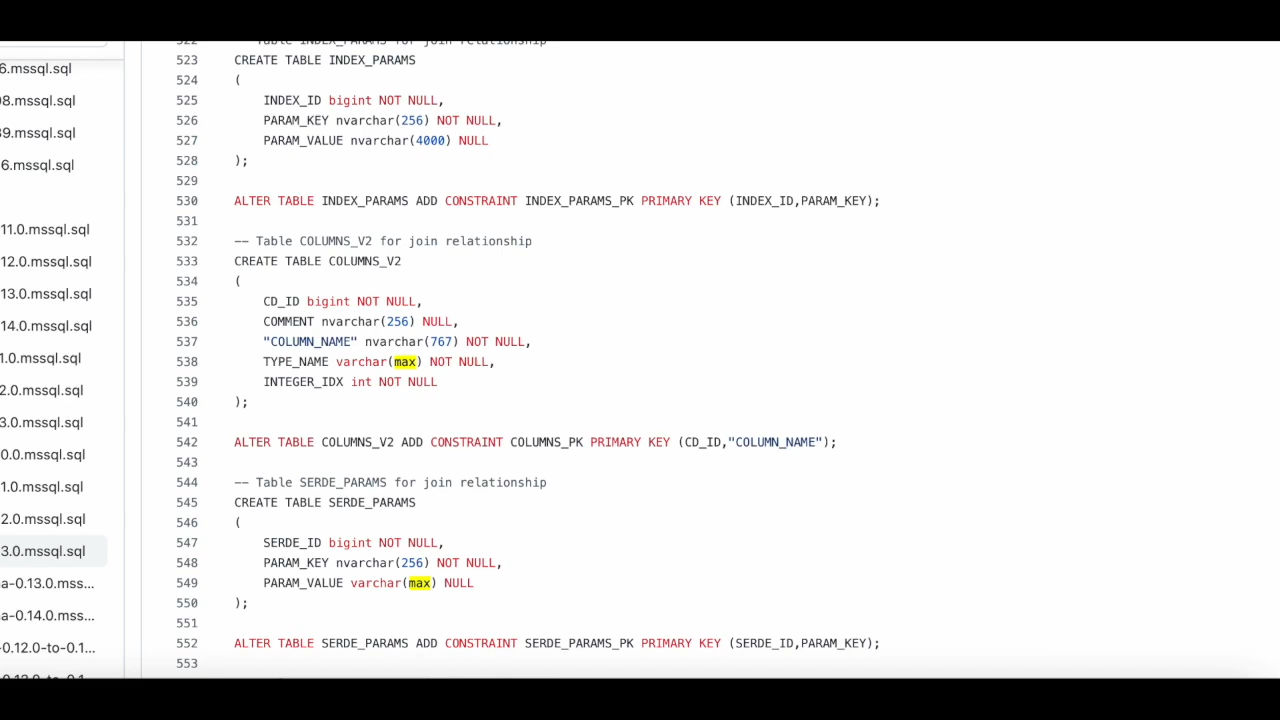 6.mssql.sql
08.mssql.sql
39.mssql.sql
6.mssql.sql
11.0.mssql.sql
12.0.mssql.sql
13.0.mssql.sql
14.0.mssql.sql
1.0.mssql.sql
2.0.mssql.sql
3.0.mssql.sql
0.0.mssql.sql
1.0.mssql.sql
2.0.mssql.sql
3.0.mssql.sql
a-0.13.0.mss...
a-0.14.0.mss...
-0.12.0-to-0.1...
522 -- Table INDEX_PARAMS for join relationship
523 CREATE TABLE INDEX_PARAMS
524 (
525 INDEX_ID bigint NOT NULL,
526 PARAM_KEY nvarchar(256) NOT NULL,
527 PARAM_VALUE nvarchar(4000) NULL
528 );
529
530 ALTER TABLE INDEX_PARAMS ADD CONSTRAINT INDEX_PARAMS_PK PRIMARY KEY (INDEX_ID,PARAM_KEY);
531
532 -- Table COLUMNS_V2 for join relationship
533 CREATE TABLE COLUMNS_V2
534 (
535 CD_ID bigint NOT NULL,
536 COMMENT nvarchar(256) NULL,
537 "COLUMN_NAME" nvarchar(767) NOT NULL,
538 TYPE_NAME varchar(max) NOT NULL,
539 INTEGER_IDX int NOT NULL
540 );
541
542 ALTER TABLE COLUMNS_V2 ADD CONSTRAINT COLUMNS_PK PRIMARY KEY (CD_ID,"COLUMN_NAME");
543
544 -- Table SERDE_PARAMS for join relationship
545 CREATE TABLE SERDE_PARAMS
546 (
547 SERDE_ID bigint NOT NULL,
548 PARAM_KEY nvarchar(256) NOT NULL,
549 PARAM_VALUE varchar(max) NULL
550 );
551
552 ALTER TABLE SERDE_PARAMS ADD CONSTRAINT SERDE_PARAMS_PK PRIMARY KEY (SERDE_ID,PARAM_KEY);
553